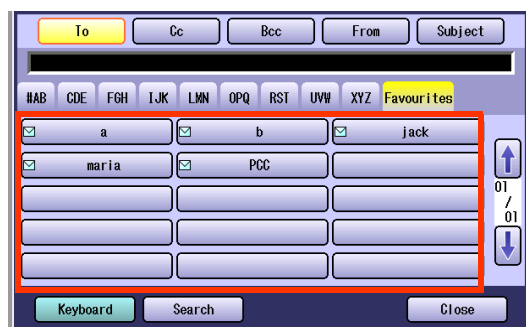 To Cc Bcc From Subject
#AB CDE FGH IJK LMN OPQ RST UVW XYZ Favourites
a b jack
maria PCC
01
/
01
Keyboard Search Close